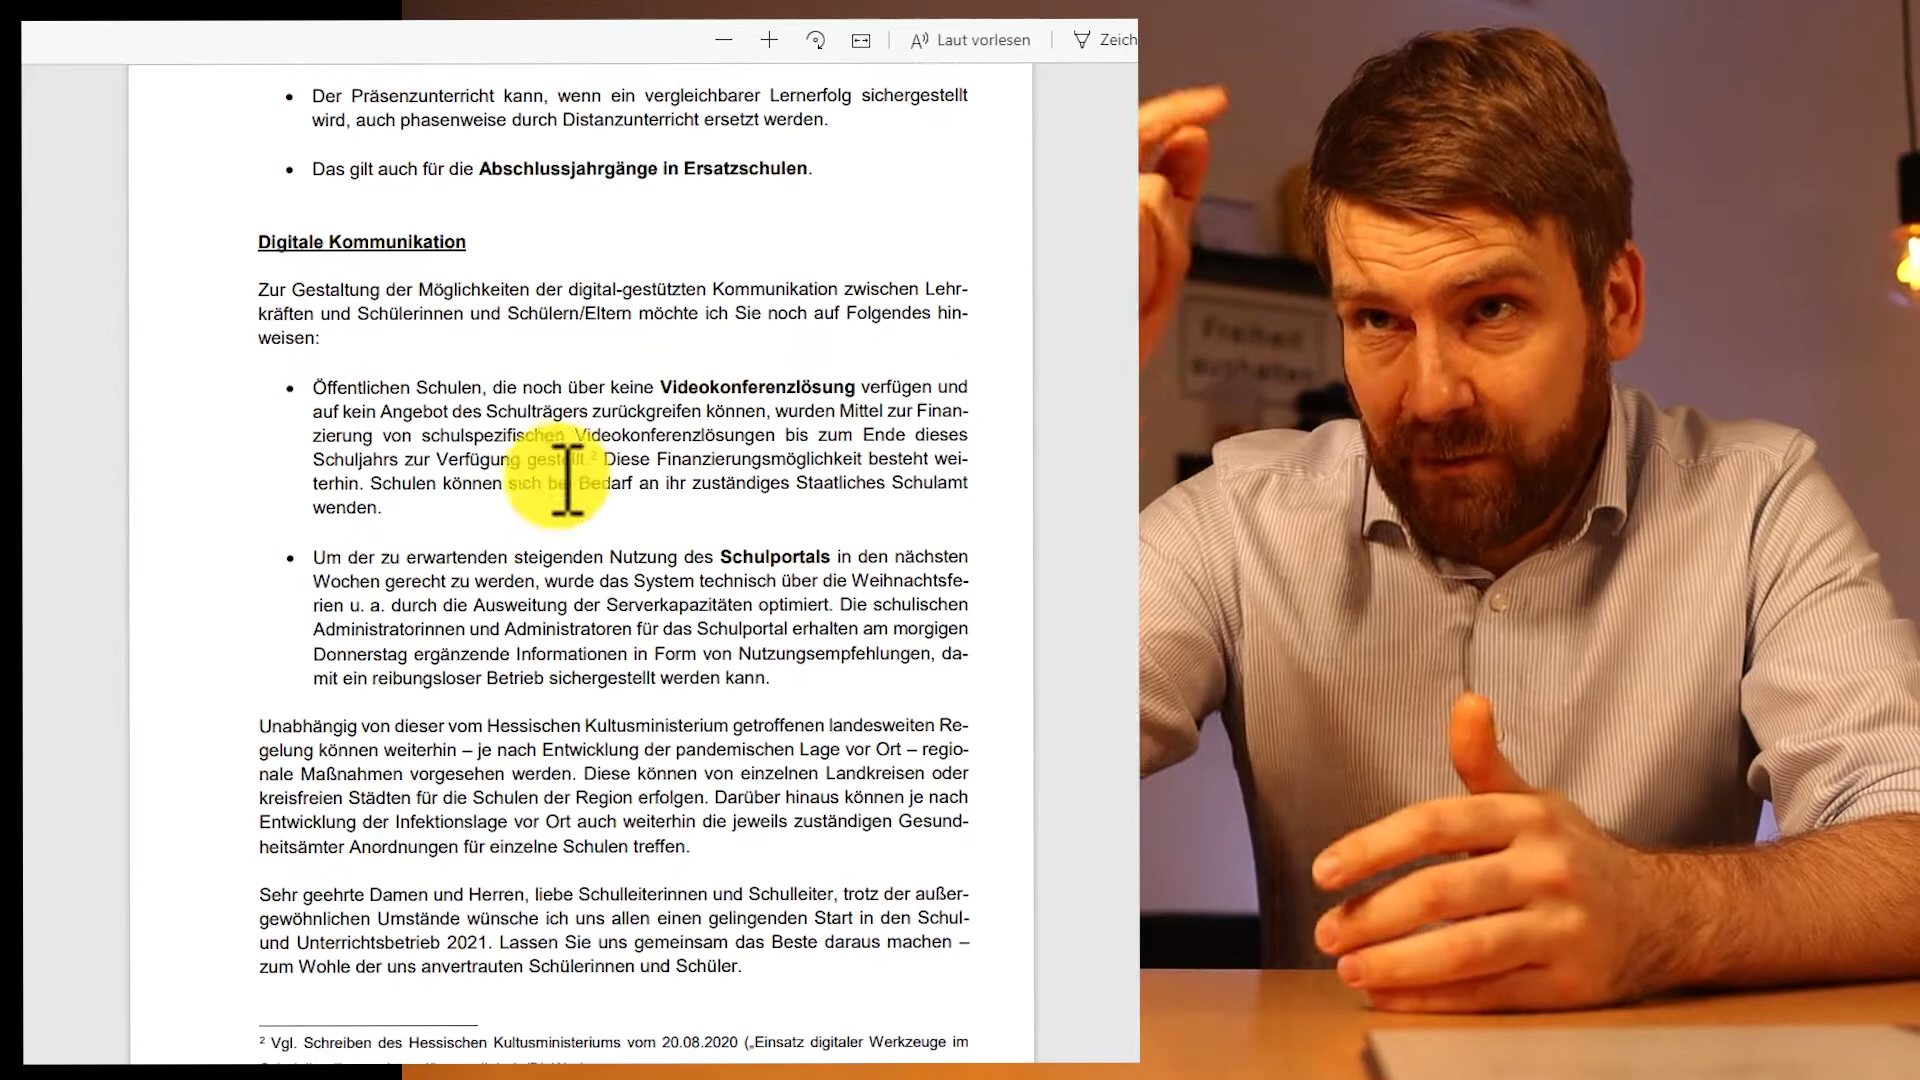 Laut vorlesen
Zeich
Der Präsenzunterricht kann, wenn ein vergleichbarer Lernerfolg sichergestellt
wird, auch phasenweise durch Distanzunterricht ersetzt werden.
Das gilt auch für die Abschlussjahrgänge in Ersatzschulen.
Digitale Kommunikation
Zur Gestaltung der Möglichkeiten der digital-gestützten Kommunikation zwischen Lehr-
kräften und Schülerinnen und Schülern/Eltern möchte ich Sie noch auf Folgendes hin-
weisen:
Öffentlichen Schulen, die noch über keine Videokonferenzlösung verfügen und
auf kein Angebot des Schulträgers zurückgreifen können, wurden Mittel zur Finan-
zierung von schulspezifischen Videokonferenzlösungen bis zum Ende dieses
Schuljahrs zur Verfügung gestellt.² Diese Finanzierungsmöglichkeit besteht wei-
terhin. Schulen können sich bei Bedarf an ihr zuständiges Staatliches Schulamt
wenden.
Um der zu erwartenden steigenden Nutzung des Schulportals in den nächsten
Wochen gerecht zu werden, wurde das System technisch über die Weihnachtsfe-
rien u. a. durch die Ausweitung der Serverkapazitäten optimiert. Die schulischen
Administratorinnen und Administratoren für das Schulportal erhalten am morgigen
Donnerstag ergänzende Informationen in Form von Nutzungsempfehlungen, da-
mit ein reibungsloser Betrieb sichergestellt werden kann.
Unabhängig von dieser vom Hessischen Kultusministerium getroffenen landesweiten Re-
gelung können weiterhin – je nach Entwicklung der pandemischen Lage vor Ort – regio-
nale Maßnahmen vorgesehen werden. Diese können von einzelnen Landkreisen oder
kreisfreien Städten für die Schulen der Region erfolgen. Darüber hinaus können je nach
Entwicklung der Infektionslage vor Ort auch weiterhin die jeweils zuständigen Gesund-
heitsämter Anordnungen für einzelne Schulen treffen.
Sehr geehrte Damen und Herren, liebe Schulleiterinnen und Schulleiter, trotz der außer-
gewöhnlichen Umstände wünsche ich uns allen einen gelingenden Start in den Schul-
und Unterrichtsbetrieb 2021. Lassen Sie uns gemeinsam das Beste daraus machen –
zum Wohle der uns anvertrauten Schülerinnen und Schüler.
² Vgl. Schreiben des Hessischen Kultusministeriums vom 20.08.2020 („Einsatz digitaler Werkzeuge im
Freiheit
aushalten